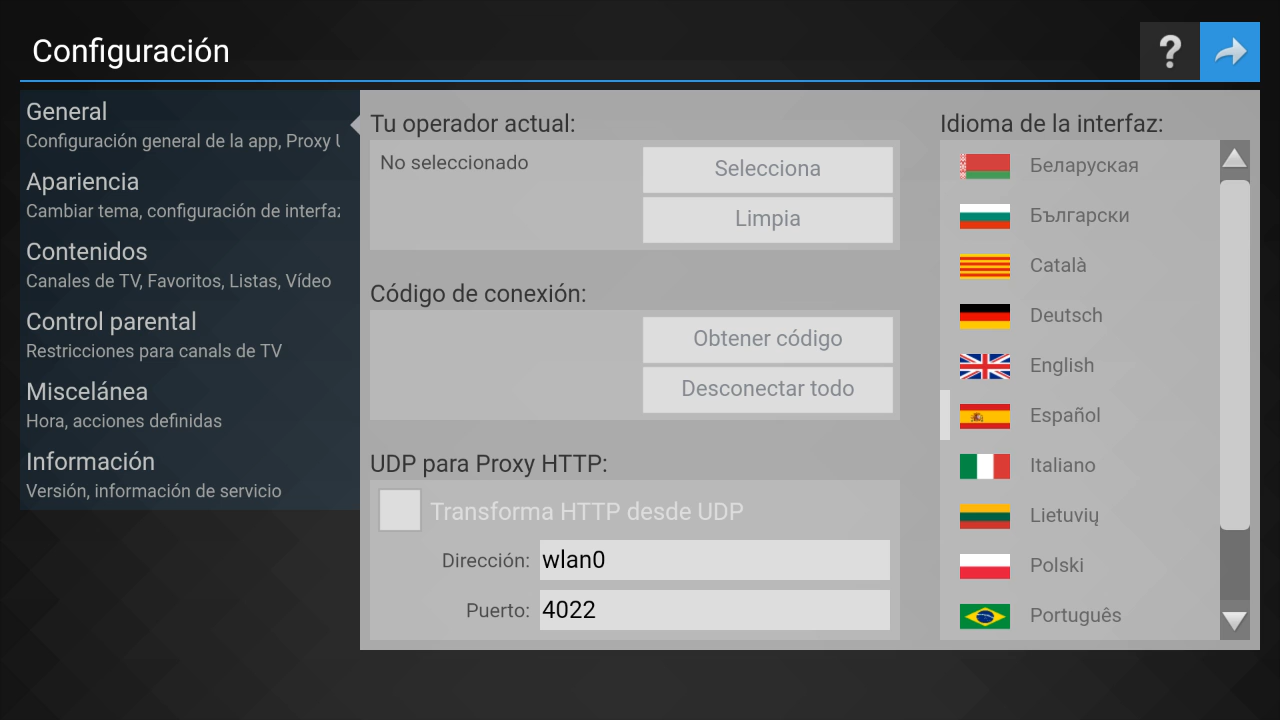 Configuración
General
Configuración general de la app, Proxy U
Apariencia
Cambiar tema, configuración de interfaz
Contenidos
Canales de TV, Favoritos, Listas, Vídeo
Control parental
Restricciones para canals de TV
Miscelánea
Hora, acciones definidas
Información
Versión, información de servicio
Tu operador actual:
No seleccionado
Selecciona
Limpia
Código de conexión:
Obtener código
Desconectar todo
UDP para Proxy HTTP:
Transforma HTTP desde UDP
Dirección: wlan0
Puerto: 4022
Idioma de la interfaz:
Беларуская
Български
Català
Deutsch
English
Español
Italiano
Lietuvių
Polski
Português